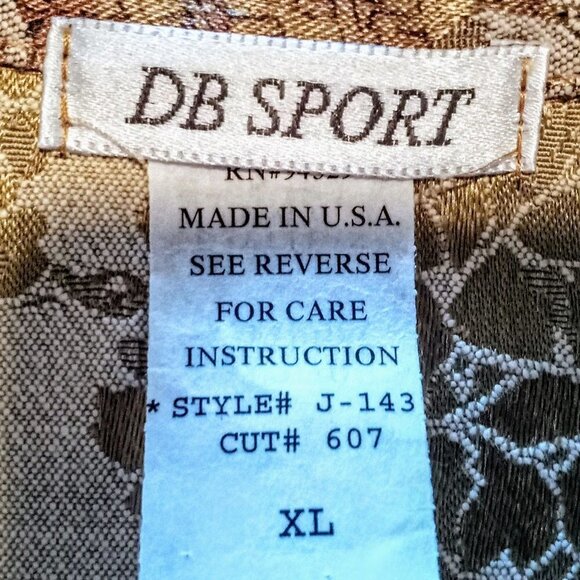 DB SPORT
MADE IN U.S.A.
SEE REVERSE
FOR CARE
INSTRUCTION
* STYLE# J-143
CUT# 607
XL